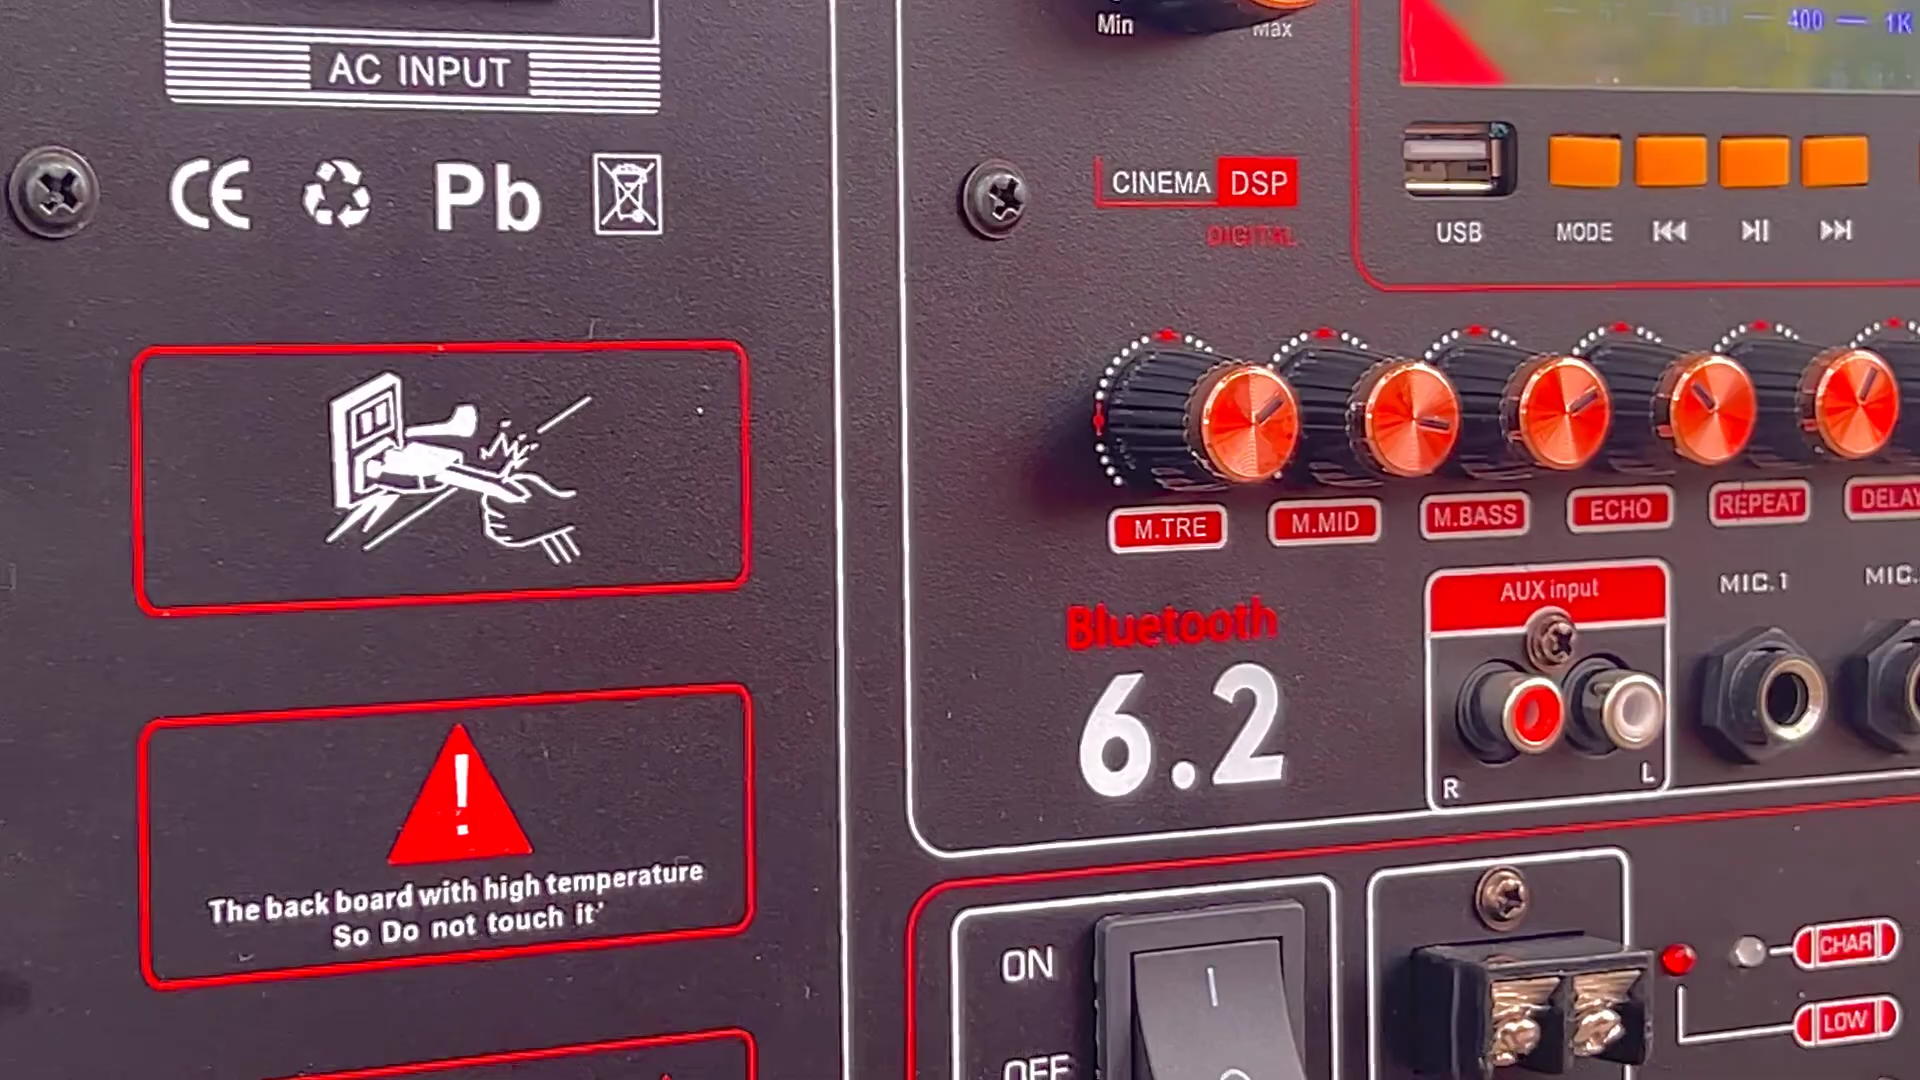 AC INPUT
CE
Pb
The back board with high temperature
So Do not touch it
Min
Max
400
1K
CINEMA DSP
DIGITAL
USB
MODE
M.TRE
M.MID
M.BASS
ECHO
REPEAT
DELAY
Bluetooth
6.2
AUX input
R
L
MIC.1
MIC.
ON
OFF
CHAR
LOW